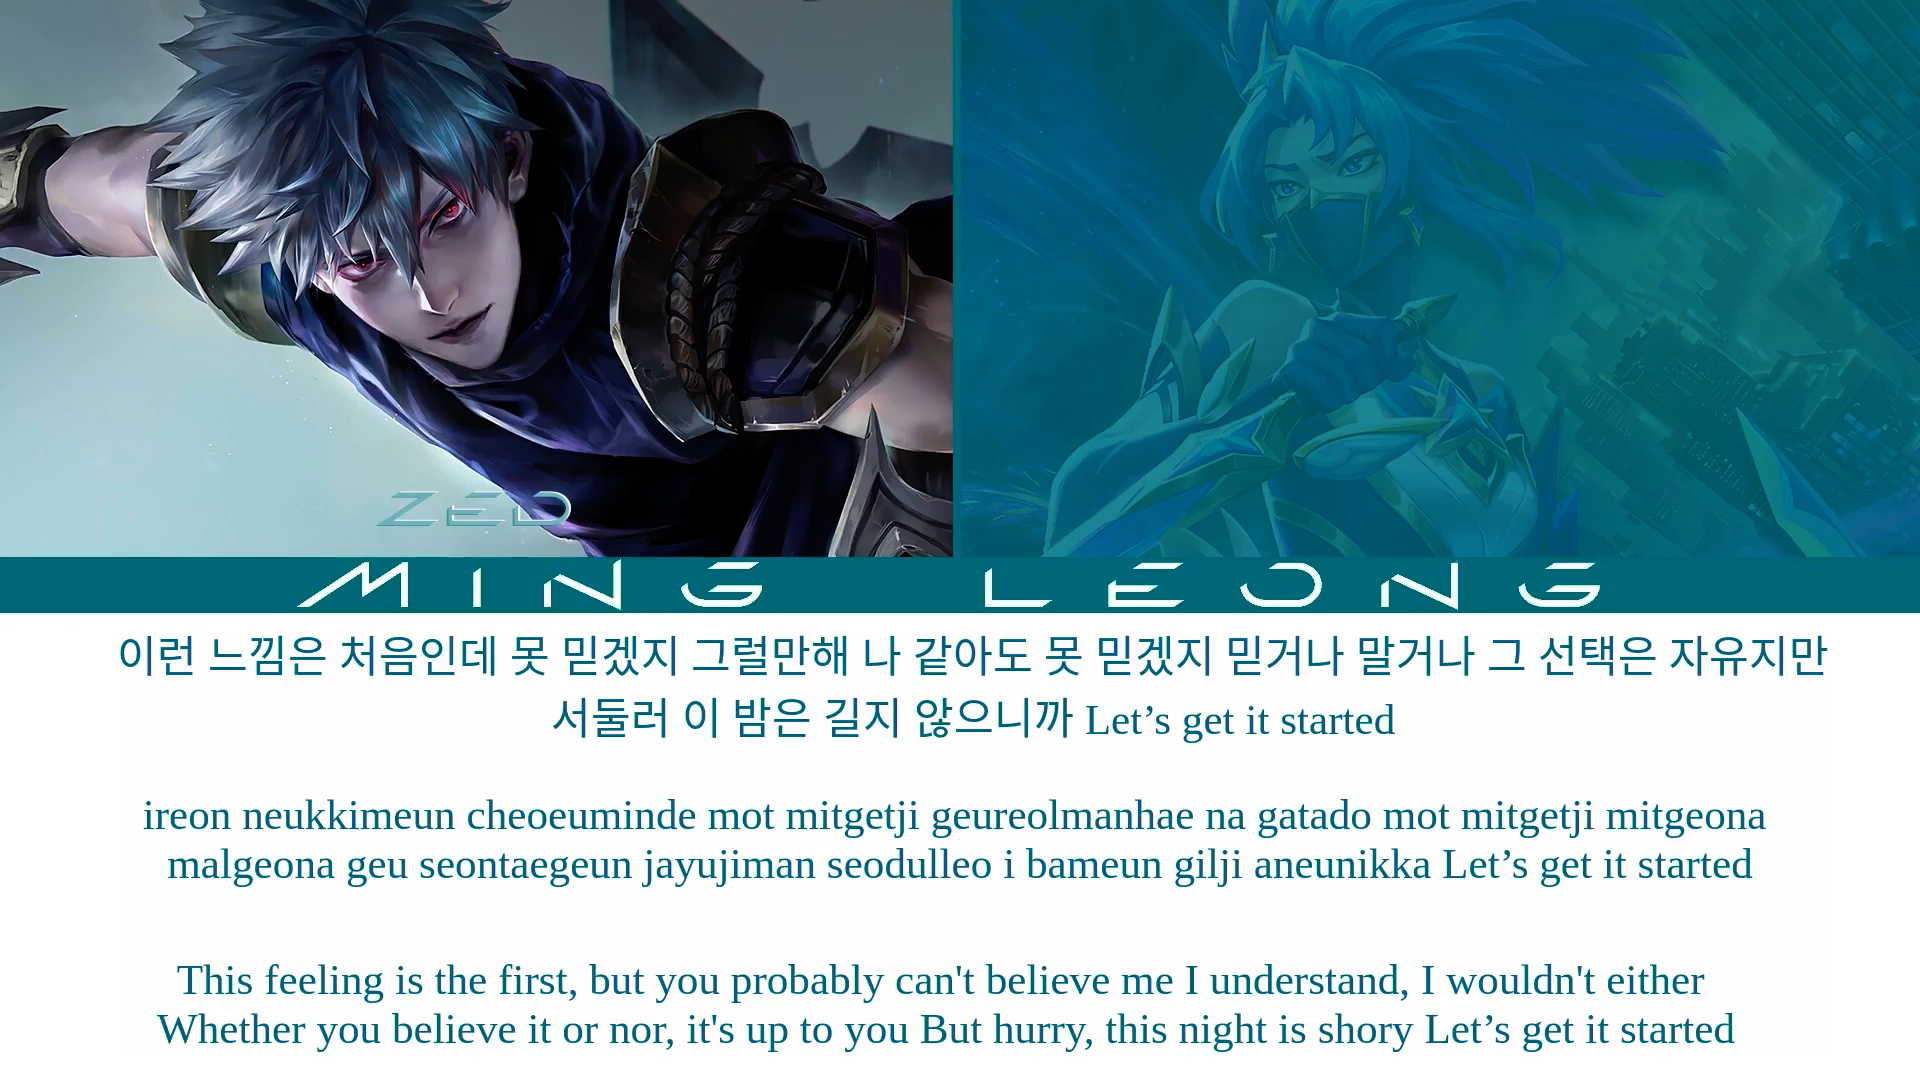 ZED
MING LEONG
이런 느낌은 처음인데 못 믿겠지 그럴만해 나 같아도 못 믿겠지 믿거나 말거나 그 선택은 자유지만
서둘러 이 밤은 길지 않으니까 Let’s get it started
ireon neukkimeun cheoeuminde mot mitgetji geureolmanhae na gatado mot mitgetji mitgeona
malgeona geu seontaegeun jayujiman seodulleo i bameun gilji aneunikka Let’s get it started
This feeling is the first, but you probably can't believe me I understand, I wouldn't either
Whether you believe it or nor, it's up to you But hurry, this night is shory Let’s get it started